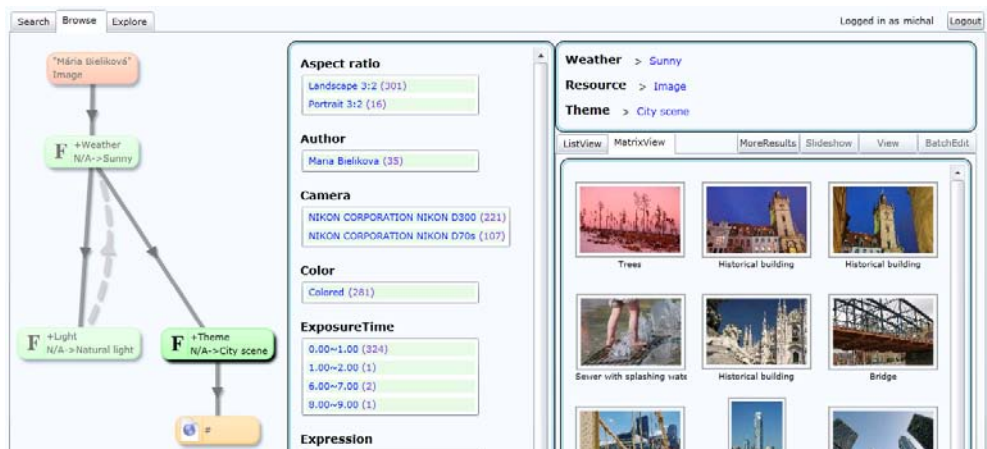 Search Browse Explore
Logged in as michal Logout
"Mária Bieliková"
Image
F +Weather
N/A->Sunny
F +Light
N/A->Natural light
F +Theme
N/A->City scene
#
Aspect ratio
Landscape 3:2 (301)
Portrait 3:2 (16)
Author
Maria Bielikova (35)
Camera
NIKON CORPORATION NIKON D300 (221)
NIKON CORPORATION NIKON D70s (107)
Color
Colored (281)
ExposureTime
0.00~1.00 (324)
1.00~2.00 (1)
6.00~7.00 (2)
8.00~9.00 (1)
Expression
Weather > Sunny
Resource > Image
Theme > City scene
ListView MatrixView MoreResults Slideshow View BatchEdit
Trees
Historical building
Historical building
Sewer with splashing wate
Historical building
Bridge